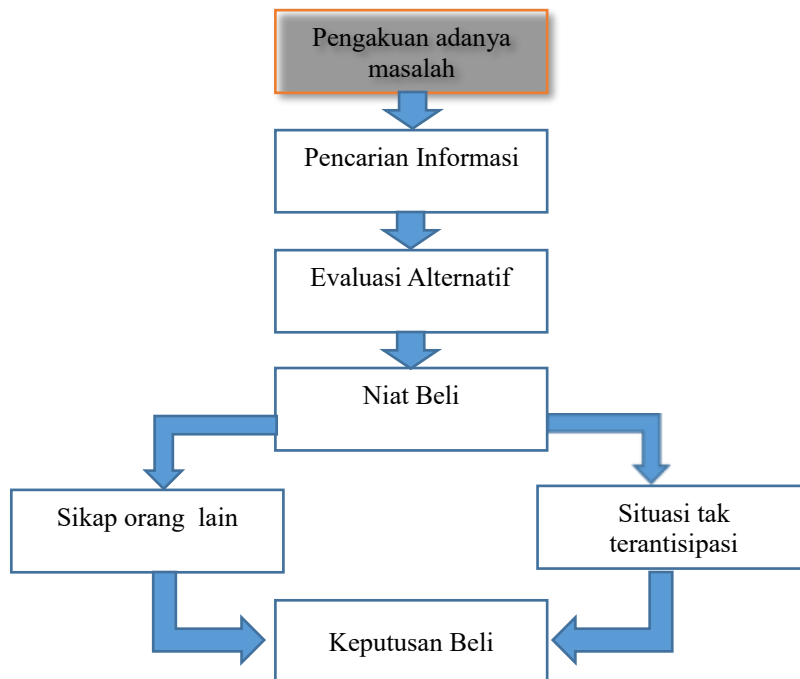 Pengakuan adanya
masalah
Pencarian Informasi
Evaluasi Alternatif
Niat Beli
Sikap orang lain
Situasi tak
terantisipasi
Keputusan Beli